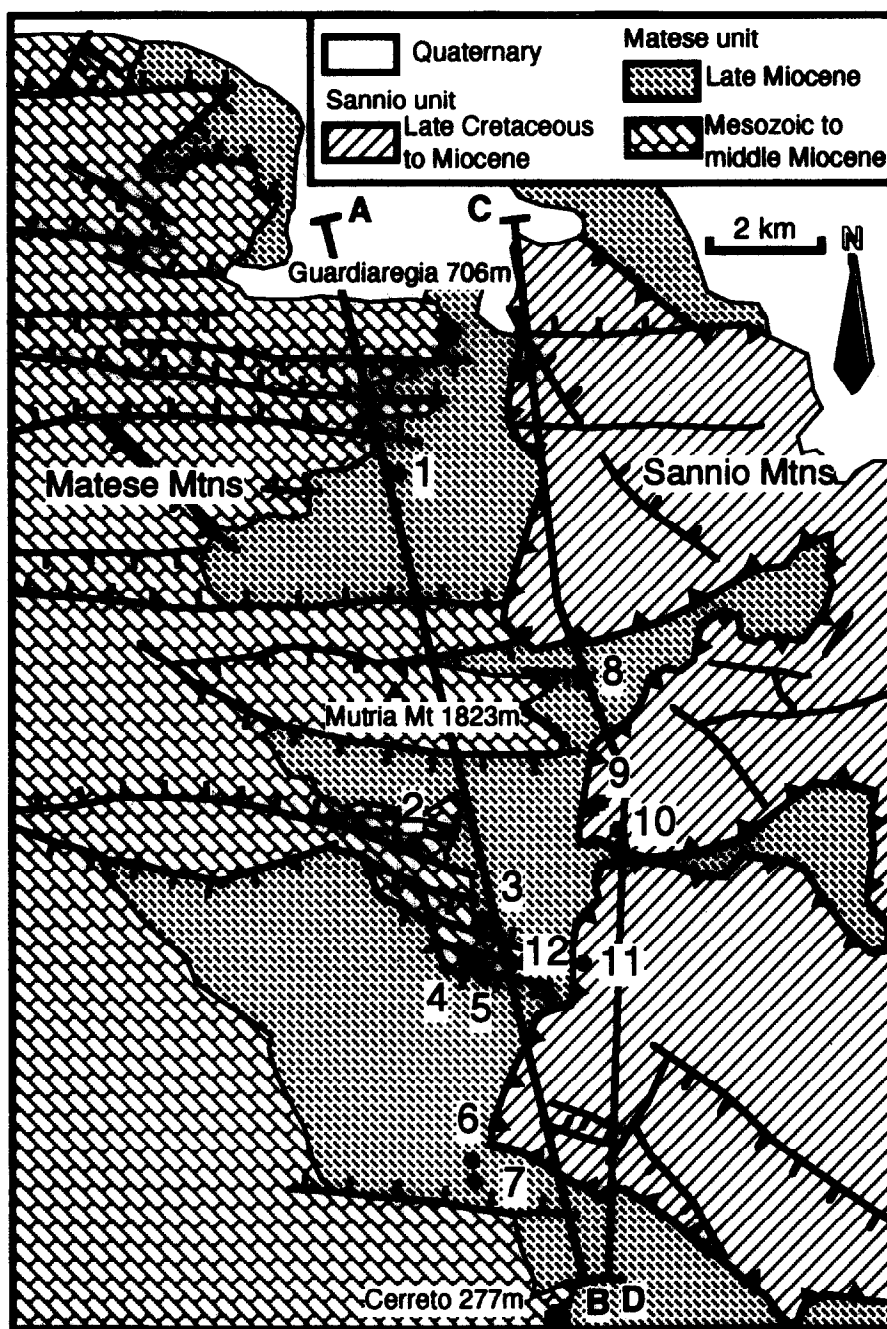 Quaternary
Sannio unit
Late Cretaceous
to Miocene
Matese unit
Late Miocene
Mesozoic to
middle Miocene
A
C
2 km
N
Guardiaregia 706m
1
Matese Mtns
Sannio Mtns
8
Mutria Mt 1823m
9
2
10
3
12
11
4
5
6
7
Cerreto 277m
B
D